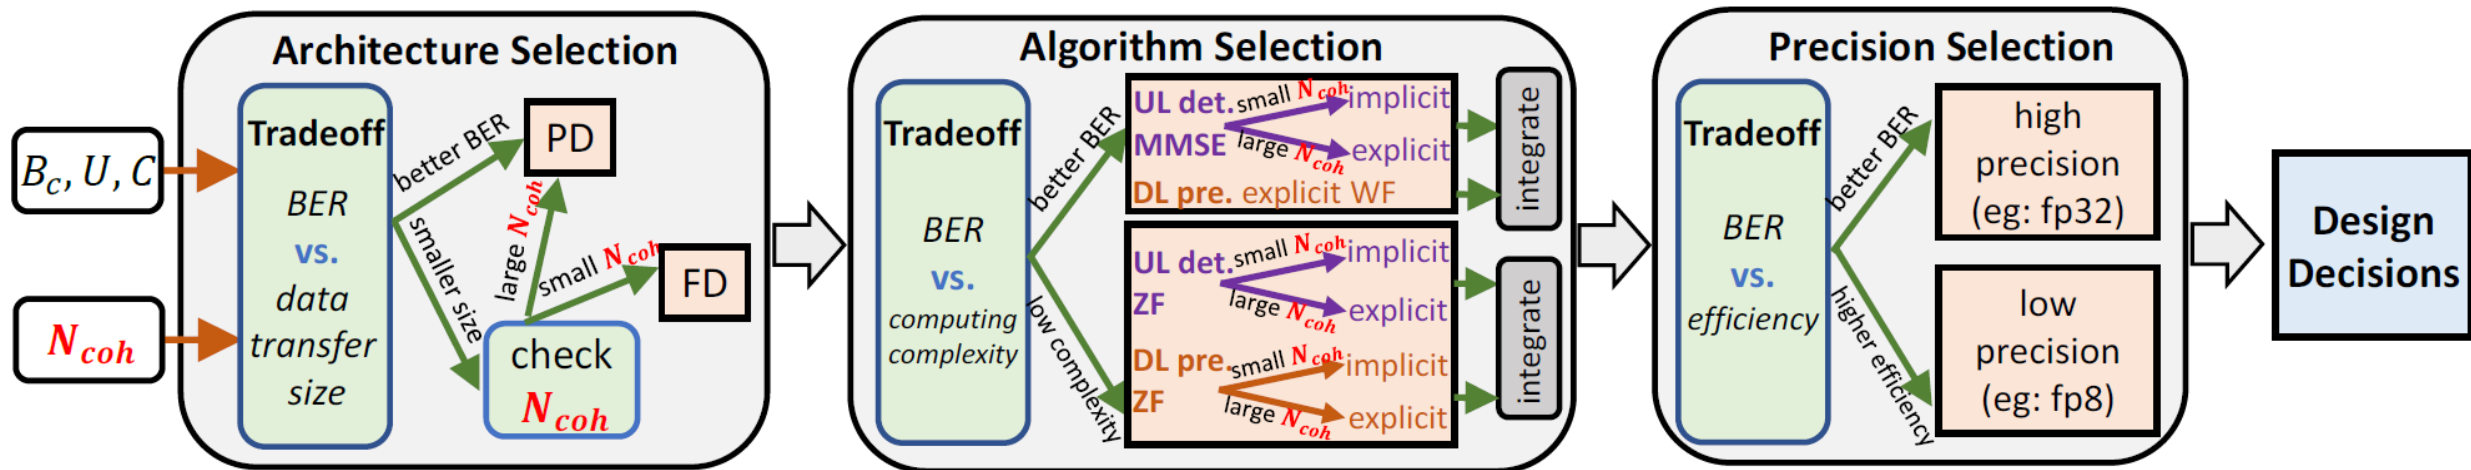 B_c, U, C
N_coh
Architecture Selection
Tradeoff
BER
vs.
data
transfer
size
better BER
smaller size
PD
large N_coh
small N_coh
FD
check
N_coh
Algorithm Selection
Tradeoff
BER
vs.
computing
complexity
better BER
low complexity
UL det.
MMSE
small N_coh
implicit
large N_coh
explicit
DL pre. explicit WF
integrate
UL det.
ZF
small N_coh
implicit
large N_coh
explicit
DL pre.
ZF
small N_coh
implicit
large N_coh
explicit
integrate
Precision Selection
Tradeoff
BER
vs.
efficiency
better BER
higher efficiency
high
precision
(eg: fp32)
low
precision
(eg: fp8)
Design
Decisions